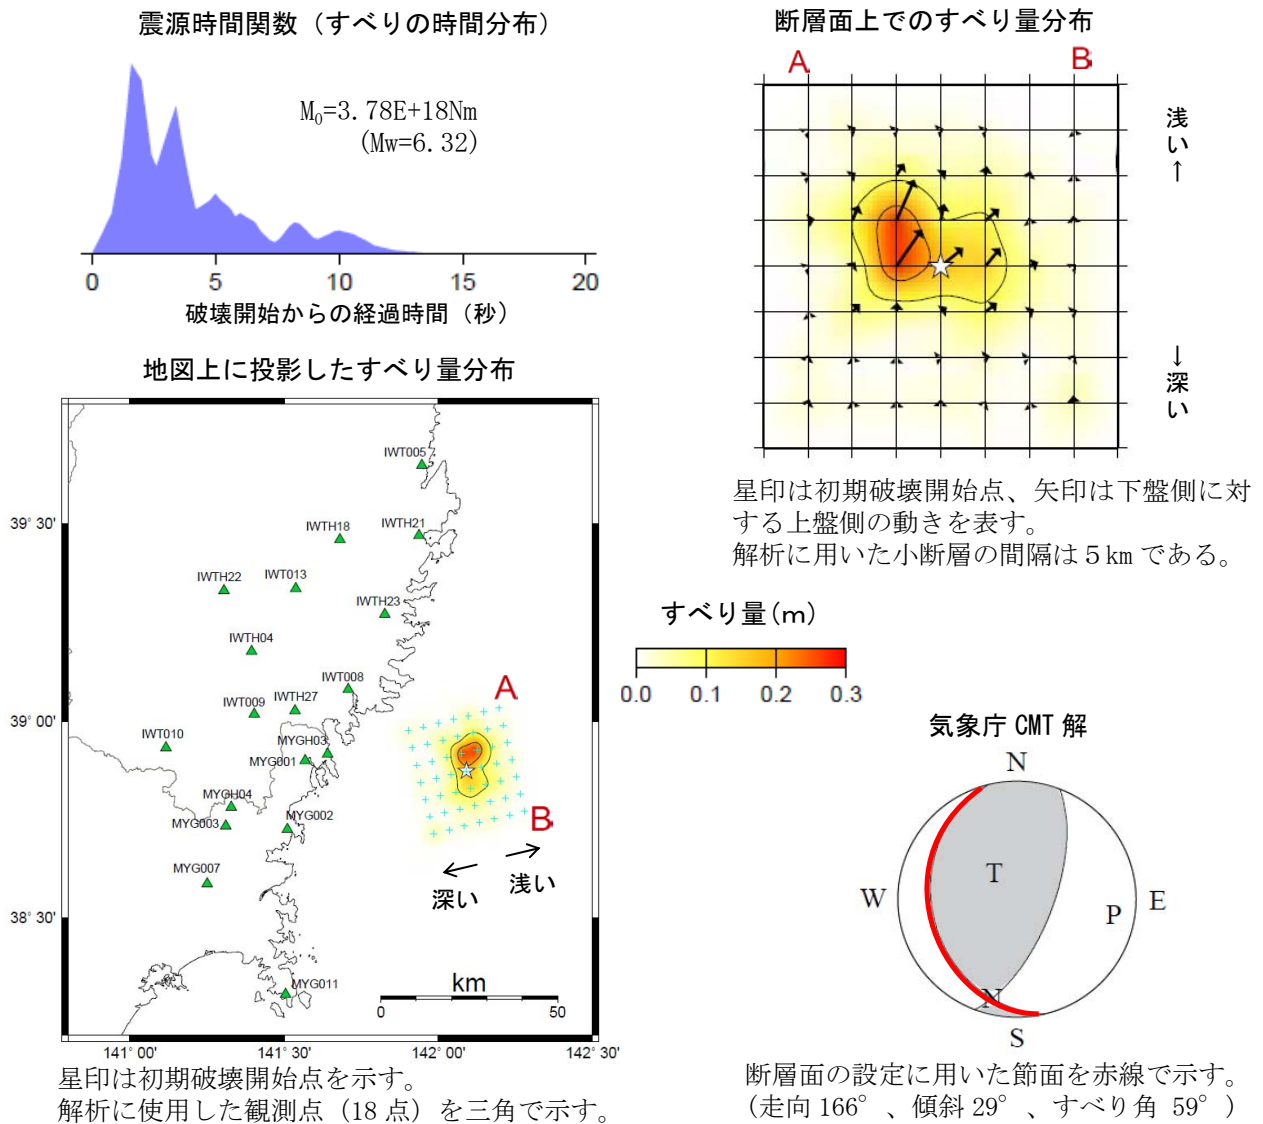 震源時間関数（すべりの時間分布）
M₀=3.78E+18Nm
(Mw=6.32)
0 5 10 15 20
破壊開始からの経過時間（秒）
断層面上でのすべり量分布
A B
浅い↑
↓深い
星印は初期破壊開始点、矢印は下盤側に対
する上盤側の動きを表す。
解析に用いた小断層の間隔は５km である。
地図上に投影したすべり量分布
IWT005
39° 30'
IWTH18
IWTH21
IWTH22
IWT013
IWTH23
IWTH04
IWT008
IWT009
IWTH27
39° 00'
IWT010
MYGH03
MYG001
MYGH04
MYG003
MYG002
MYG007
38° 30'
MYG011
A
B
深い
浅い
km
0 50
141° 00' 141° 30' 142° 00' 142° 30'
星印は初期破壊開始点を示す。
解析に使用した観測点（18 点）を三角で示す。
すべり量(m)
0.0 0.1 0.2 0.3
気象庁 CMT 解
N
T
W
P
E
N
S
断層面の設定に用いた節面を赤線で示す。
（走向 166°、傾斜 29°、すべり角 59°）